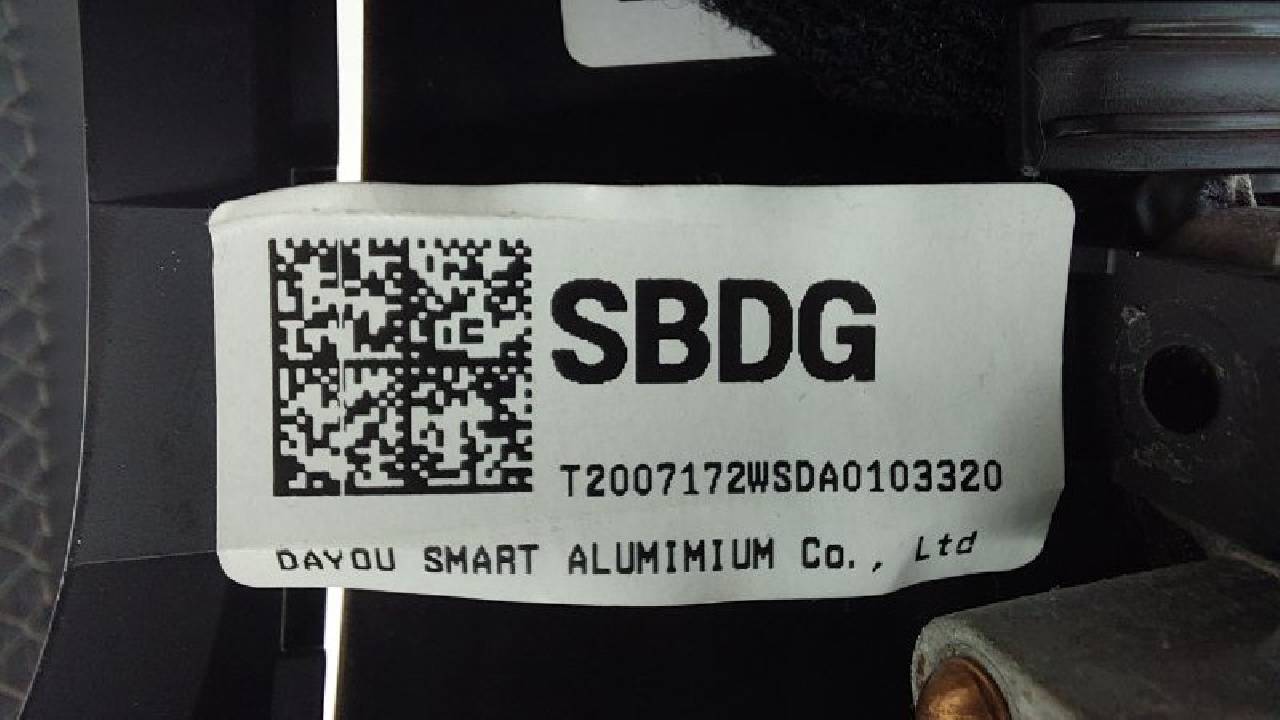 SBDG
T2007172WSDA0103320
DAYOU SMART ALUMIMIUM Co., Ltd